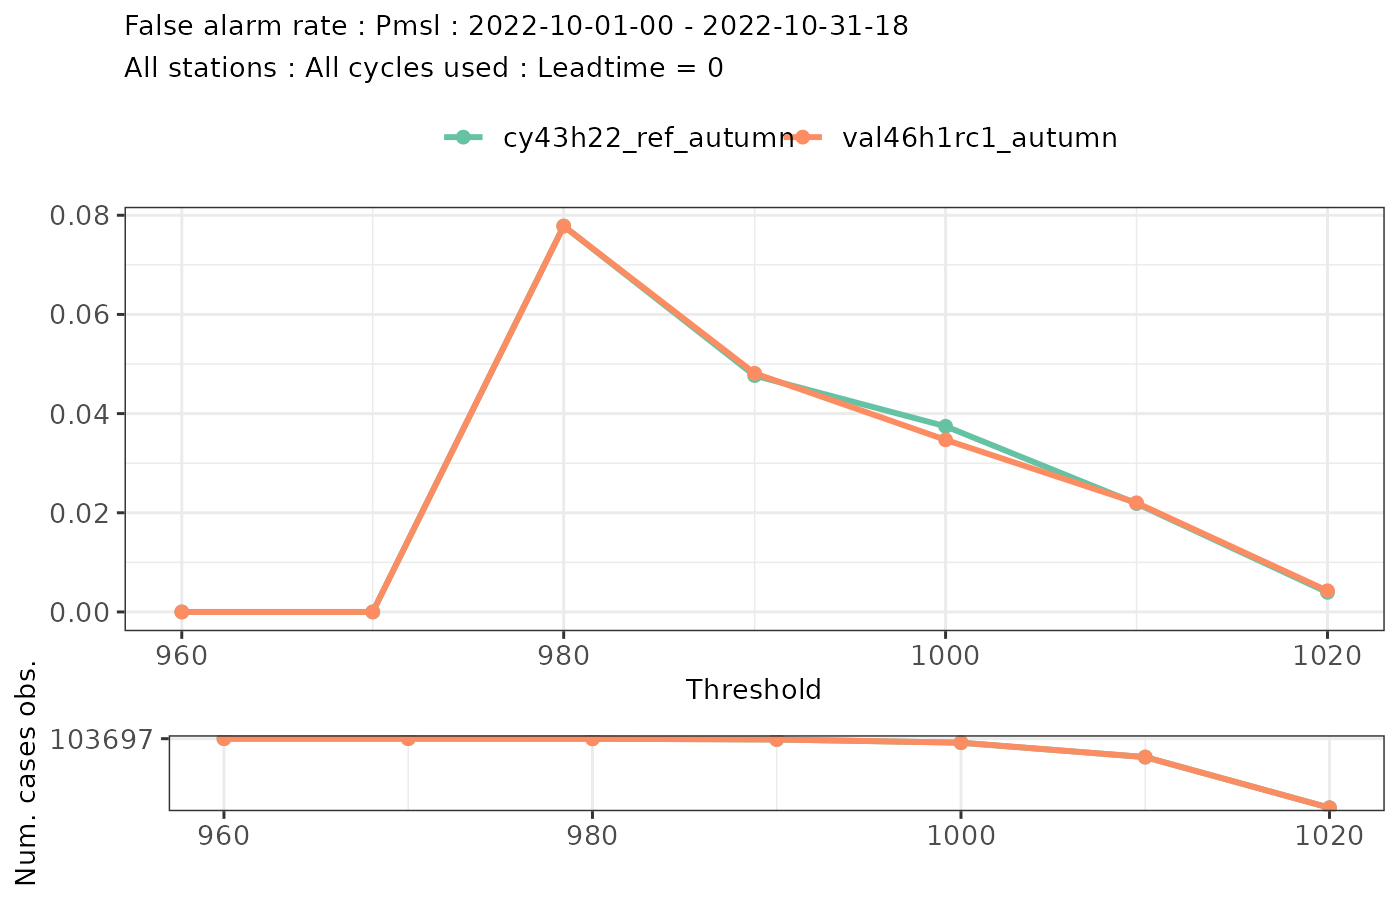 False alarm rate : Pmsl : 2022-10-01-00 - 2022-10-31-18
All stations : All cycles used : Leadtime = 0
cy43h22_ref_autumn val46h1rc1_autumn
0.08
0.06
0.04
0.02
0.00
960 980 1000 1020
Threshold
Num. cases obs.
103697
960 980 1000 1020